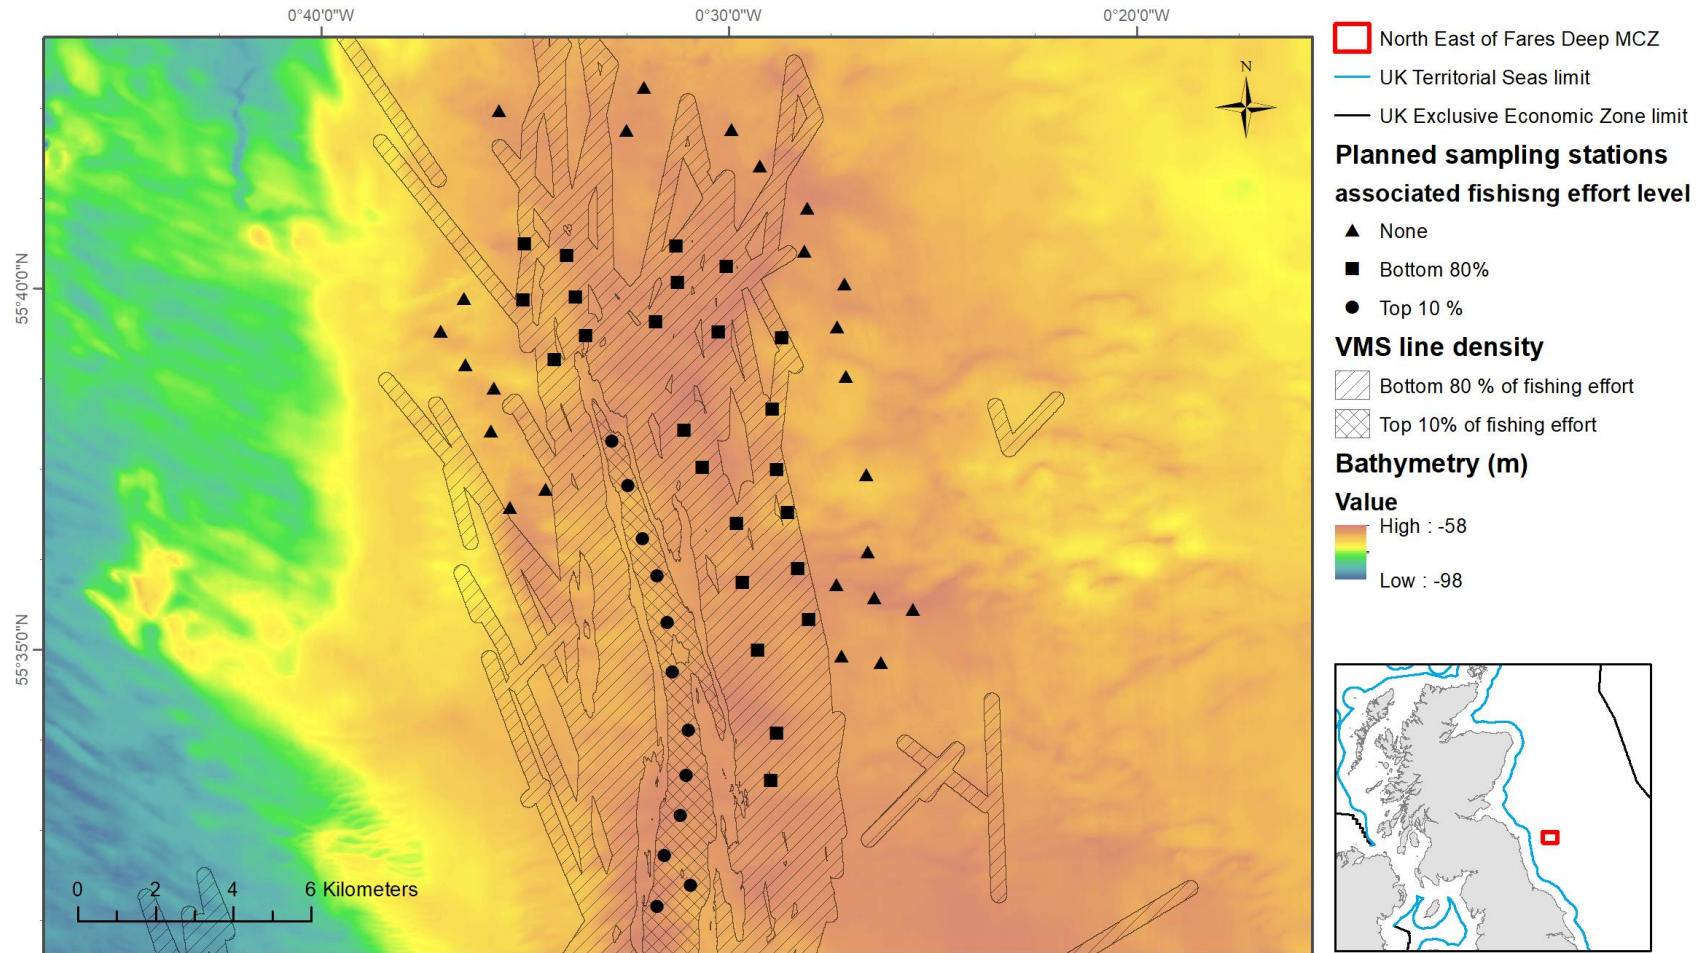 0°40'0"W 0°30'0"W 0°20'0"W
55°40'0"N
55°35'0"N
N
0 2 4 6 Kilometers
North East of Fares Deep MCZ
UK Territorial Seas limit
UK Exclusive Economic Zone limit
Planned sampling stations
associated fishisng effort level
None
Bottom 80%
Top 10 %
VMS line density
Bottom 80 % of fishing effort
Top 10% of fishing effort
Bathymetry (m)
Value
High : -58
Low : -98